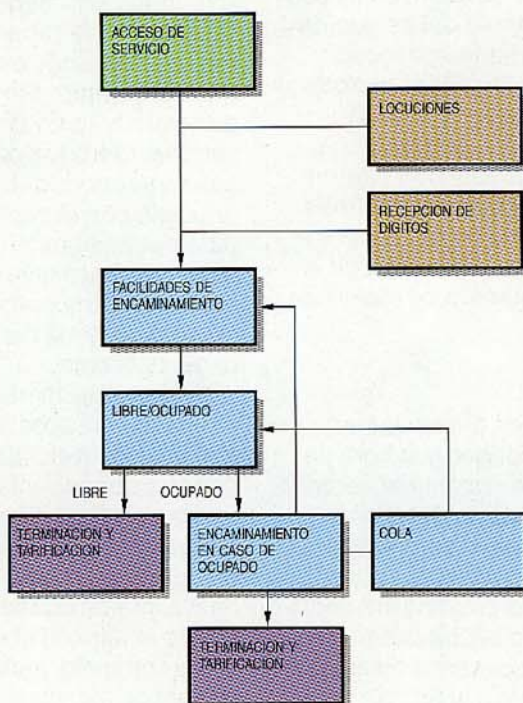 ACCESO DE
SERVICIO
LOCUCIONES
RECEPCION DE
DIGITOS
FACILIDADES DE
ENCAMINAMIENTO
LIBRE/OCUPADO
LIBRE
OCUPADO
TERMINACION Y
TARIFICACION
ENCAMINAMIENTO
EN CASO DE
OCUPADO
COLA
TERMINACION Y
TARIFICACION